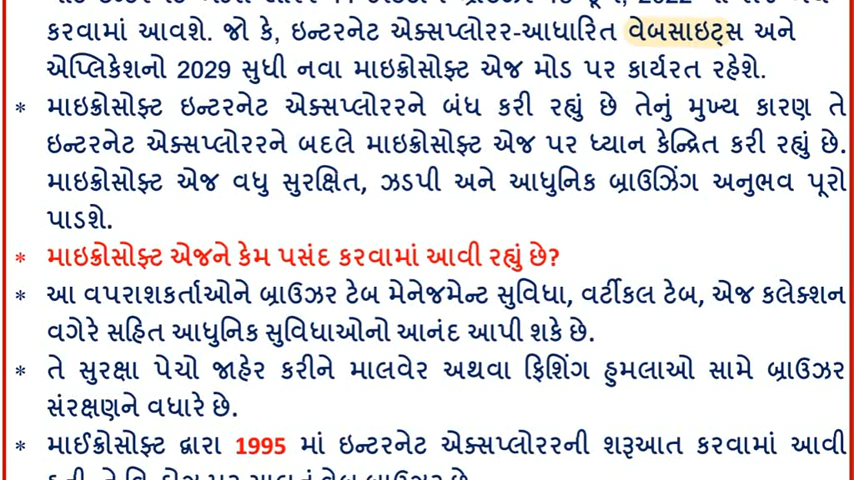 2022
કરવામાં આવશે. જો કે, ઇન્ટરનેટ એક્સપ્લોરર-આધારિત વેબસાઇટ્સ અને
એપ્લિકેશનો 2029 સુધી નવા માઇક્રોસોફ્ટ એજ મોડ પર કાર્યરત રહેશે.
* માઇક્રોસોફ્ટ ઇન્ટરનેટ એક્સપ્લોરરને બંધ કરી રહ્યું છે તેનું મુખ્ય કારણ તે
ઇન્ટરનેટ એક્સપ્લોરરને બદલે માઇક્રોસોફ્ટ એજ પર ધ્યાન કેન્દ્રિત કરી રહ્યું છે.
માઇક્રોસોફ્ટ એજ વધુ સુરક્ષિત, ઝડપી અને આધુનિક બ્રાઉઝિંગ અનુભવ પૂરો
પાડશે.
* માઇક્રોસોફ્ટ એજને કેમ પસંદ કરવામાં આવી રહ્યું છે?
* આ વપરાશકર્તાઓને બ્રાઉઝર ટેબ મેનેજમેન્ટ સુવિધા, વર્ટીકલ ટેબ, એજ કલેક્શન
વગેરે સહિત આધુનિક સુવિધાઓનો આનંદ આપી શકે છે.
* તે સુરક્ષા પેચો જાહેર કરીને માલવેર અથવા ફિશિંગ હુમલાઓ સામે બ્રાઉઝર
સંરક્ષણને વધારે છે.
* માઈક્રોસોફ્ટ દ્વારા 1995 માં ઇન્ટરનેટ એક્સપ્લોરરની શરૂઆત કરવામાં આવી